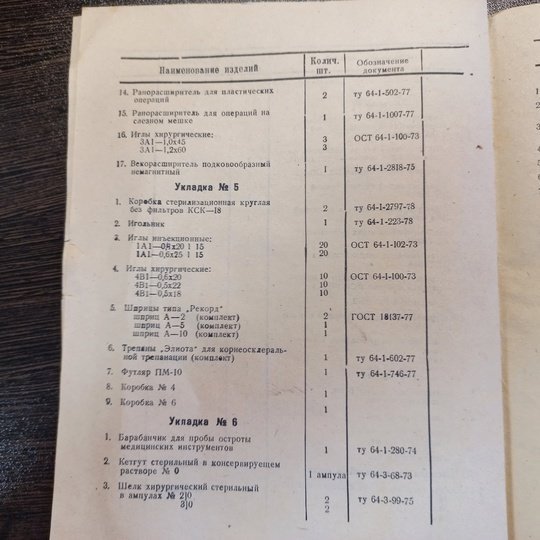 Наименование изделий Колич. шт. Обозначение документа
14. Ранорасширитель для пластических
операций 2 ту 64-1-502-77
15. Ранорасширитель для операций на
слезном мешке 1 ту 64-1-1007-77
16. Иглы хирургические:
3А1—1,0х45 3 ОСТ 64-1-100-73
3А1—1,2х60 3
17. Векорасширитель подковообразный
немагнитный 1 ту 64-1-2818-75
Укладка № 5
1. Коробка стерилизационная круглая
без фильтров КСК—18 2 ту 64-1-2797-78
2. Игольник 1 ту 64-1-223-78
3. Иглы инъекционные:
1А1—0,8х20 1 15 20 ОСТ 64-1-102-73
1А1—0,6х25 1 15 20
4. Иглы хирургические:
4В1—0,6х20 10 ОСТ 64-1-100-73
4В1—0,5х22 10
4В1—0,5х18 10
5. Шприцы типа „Рекорд"
шприц А—2 (комплект) 2 ГОСТ 18137-77
шприц А—5 (комплект) 1
шприц А—10 (комплект) 1
6. Трепаны „Элиота" для корнеосклераль-
ной трепанации (комплект) 1 ту 64-1-602-77
7. Футляр ПМ-10 1 ту 64-1-746-77
8. Коробка № 4 1
9. Коробка № 6 1
Укладка № 6
1. Барабанчик для пробы остроты
медицинских инструментов 1 ту 64-1-280-74
2. Кетгут стерильный в консервируещем
растворе № 0 1 ампула ту 64-3-68-73
3. Шелк хирургический стерильный
в ампулах № 2|0 2 ту 64-3-99-75
3|0 2